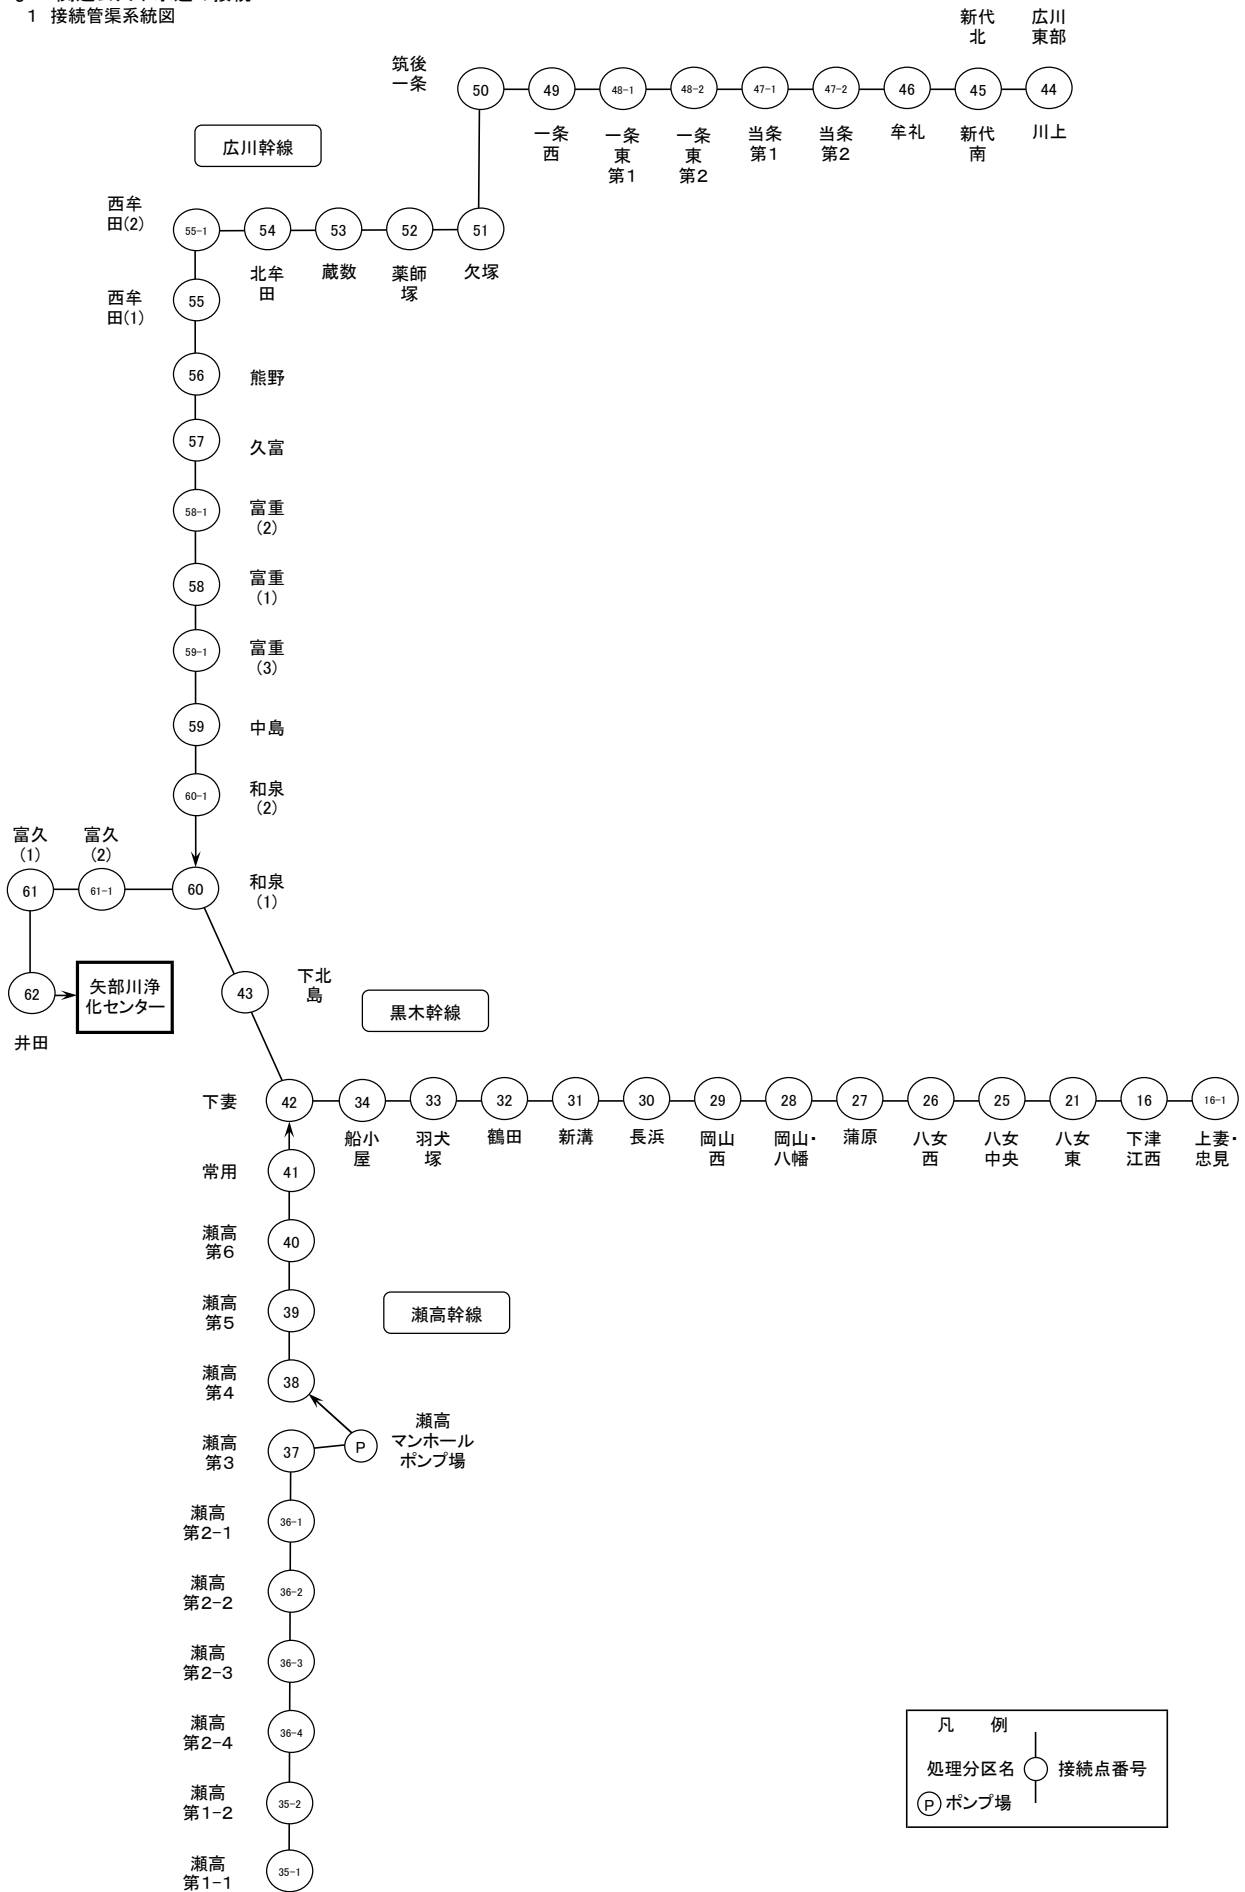 1 接続管渠系統図
新代
北
広川
東部
筑後
一条
50
49
48-1
48-2
47-1
47-2
46
45
44
一条
西
一条
東
第1
一条
東
第2
当条
第1
当条
第2
牟礼
新代
南
川上
広川幹線
西牟
田(2)
55-1
54
53
52
51
北牟
田
蔵数
薬師
塚
欠塚
西牟
田(1)
55
56
熊野
57
久富
58-1
富重
(2)
58
富重
(1)
59-1
富重
(3)
59
中島
60-1
和泉
(2)
富久
(1)
富久
(2)
61
61-1
60
和泉
(1)
62
井田
矢部川浄
化センター
43
下北
島
黒木幹線
下妻
42
34
33
32
31
30
29
28
27
26
25
21
16
16-1
船小
屋
羽犬
塚
鶴田
新溝
長浜
岡山
西
岡山・
八幡
蒲原
八女
西
八女
中央
八女
東
下津
江西
上妻・
忠見
常用
41
瀬高
第6
40
瀬高
第5
39
瀬高幹線
瀬高
第4
38
瀬高
第3
37
P
瀬高
マンホール
ポンプ場
瀬高
第2-1
36-1
瀬高
第2-2
36-2
瀬高
第2-3
36-3
瀬高
第2-4
36-4
瀬高
第1-2
35-2
瀬高
第1-1
35-1
凡 例
処理分区名 接続点番号
P ポンプ場